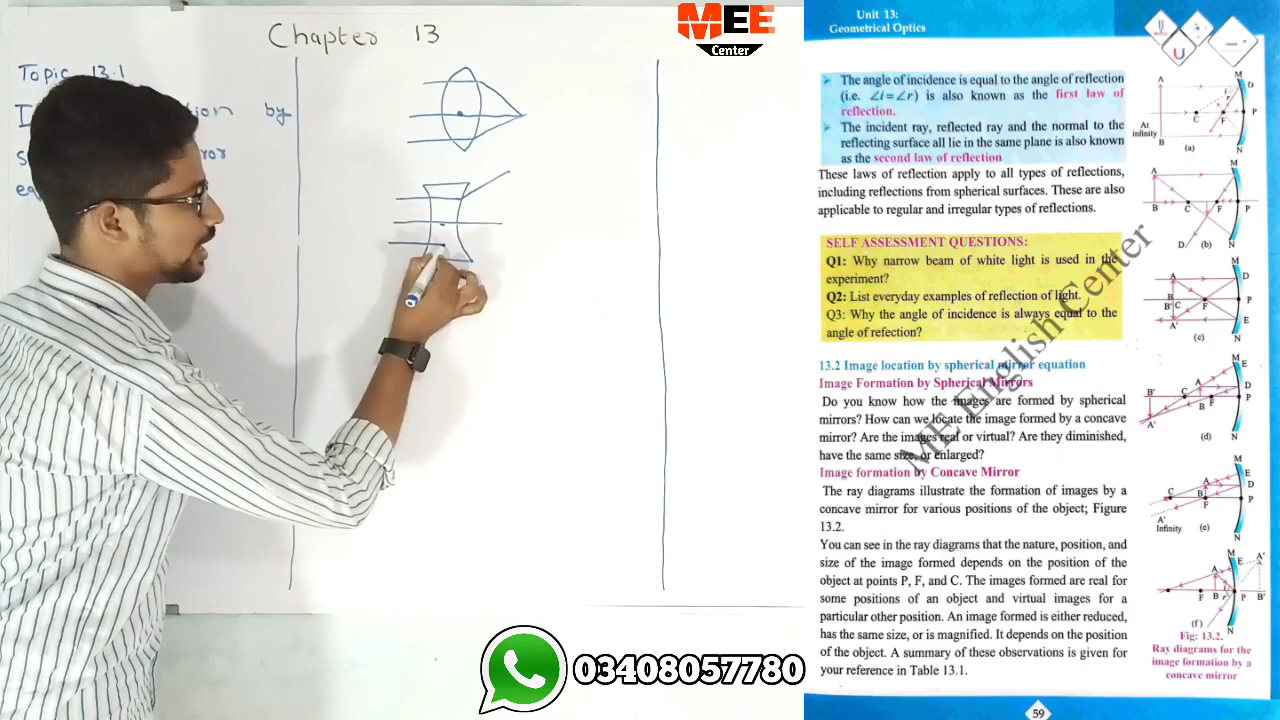 Chapter 13
Topic 13.1
by
MEE
Center
Unit 13:
Geometrical Optics
The angle of incidence is equal to the angle of reflection
(i.e. ∠i=∠r) is also known as the first law of
reflection.
The incident ray, reflected ray and the normal to the
reflecting surface all lie in the same plane is also known
as the second law of reflection
These laws of reflection apply to all types of reflections,
including reflections from spherical surfaces. These are also
applicable to regular and irregular types of reflections.
SELF ASSESSMENT QUESTIONS:
Q1: Why narrow beam of white light is used in the
experiment?
Q2: List everyday examples of reflection of light.
Q3: Why the angle of incidence is always equal to the
angle of refection?
13.2 Image location by spherical mirror equation
Image Formation by Spherical Mirrors
Do you know how the images are formed by spherical
mirrors? How can we locate the image formed by a concave
mirror? Are the images real or virtual? Are they diminished,
have the same size, or enlarged?
Image formation by Concave Mirror
The ray diagrams illustrate the formation of images by a
concave mirror for various positions of the object; Figure
13.2.
You can see in the ray diagrams that the nature, position, and
size of the image formed depends on the position of the
object at points P, F, and C. The images formed are real for
some positions of an object and virtual images for a
particular other position. An image formed is either reduced,
has the same size, or is magnified. It depends on the position
of the object. A summary of these observations is given for
your reference in Table 13.1.
ME English Center
A M D
C F P
At
infinity
B N
(a)
A M
B C F P
D N
(b)
M
A D
B
B' C F P
A' E
N
(c)
M E
B' C A D
B F P
A'
N
(d)
M
C A E
B D
F P
A'
Infinity N
(e)
M A'
A E
F B r P B'
N
(f)
Fig: 13.2.
Ray diagrams for the
image formation by a
concave mirror
59
03408057780